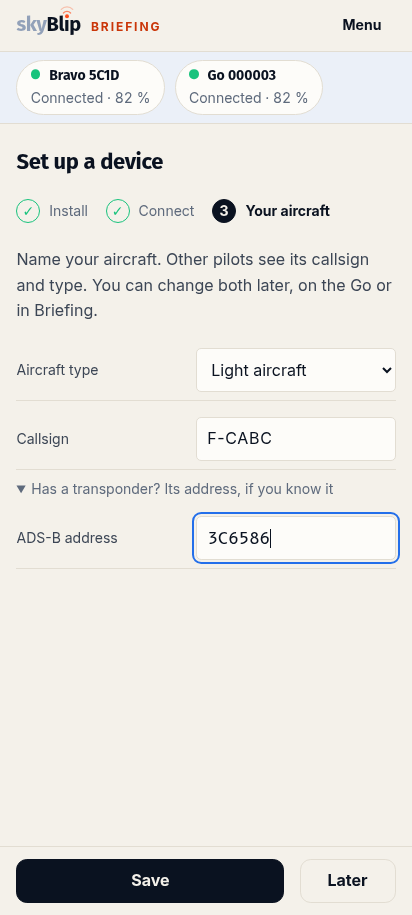 skyBlip BRIEFING
Menu
Bravo 5C1D
Connected · 82 %
Go 000003
Connected · 82 %
Set up a device
✓ Install ✓ Connect 3 Your aircraft
Name your aircraft. Other pilots see its callsign
and type. You can change both later, on the Go or
in Briefing.
Aircraft type
Light aircraft
Callsign
F-CABC
▼ Has a transponder? Its address, if you know it
ADS-B address
3C6586
Save
Later